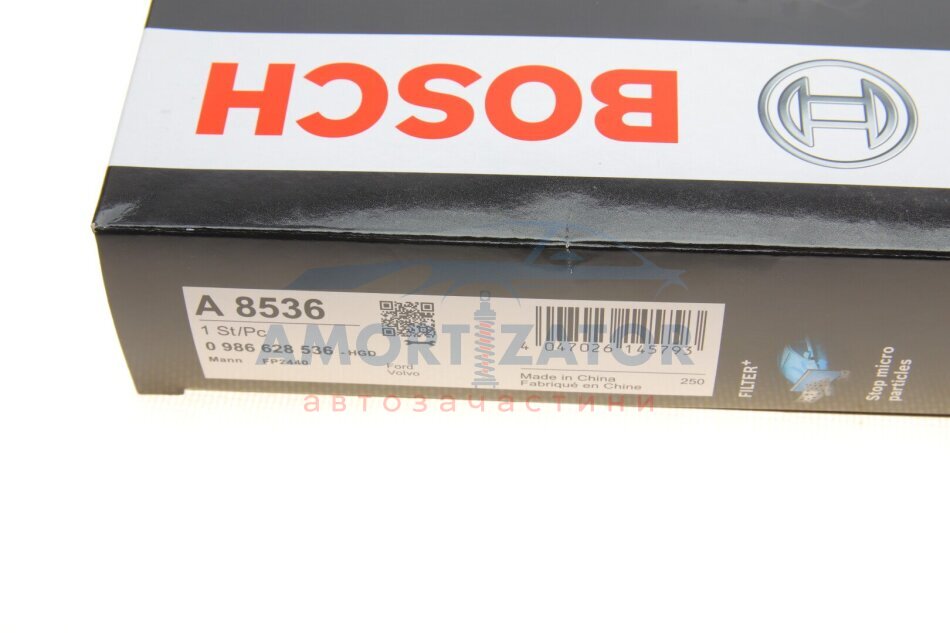 BOSCH
A 8536
1 St/Pc
0 986 628 536 - HGD
Mann FP2440
Ford
Volvo
4 047026 145793
Made in China
Fabriqué en Chine
250
FILTER+
Stop micro
particles
AMORTIZATOR
автозапчастини